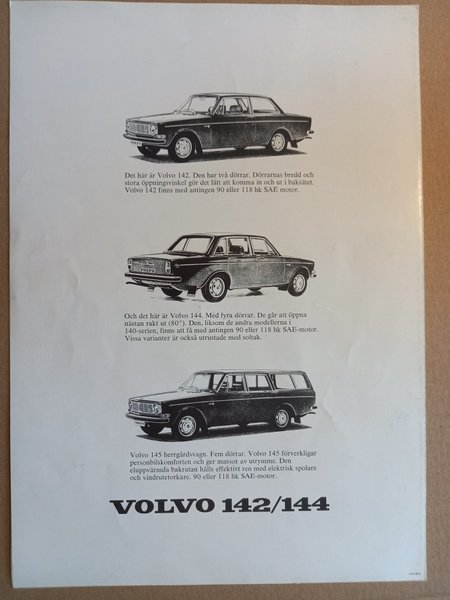 Det här är Volvo 142. Den har två dörrar. Dörrarnas bredd och
stora öppningsvinkel gör det lätt att komma in och ut i baksätet.
Volvo 142 finns med antingen 90 eller 118 hk SAE motor.
Och det här är Volvo 144. Med fyra dörrar. De går att öppna
nästan rakt ut (80°). Den, liksom de andra modellerna i
140-serien, finns att få med antingen 90 eller 118 hk SAE-motor.
Vissa varianter är också utrustade med soltak.
Volvo 145 herrgårdsvagn. Fem dörrar. Volvo 145 förverkligar
personbilskomforten och ger massor av utrymme. Den
eluppvärmda bakrutan hålls effektivt ren med elektrisk spolare
och vindrutetorkare. 90 eller 118 hk SAE-motor.
VOLVO 142/144